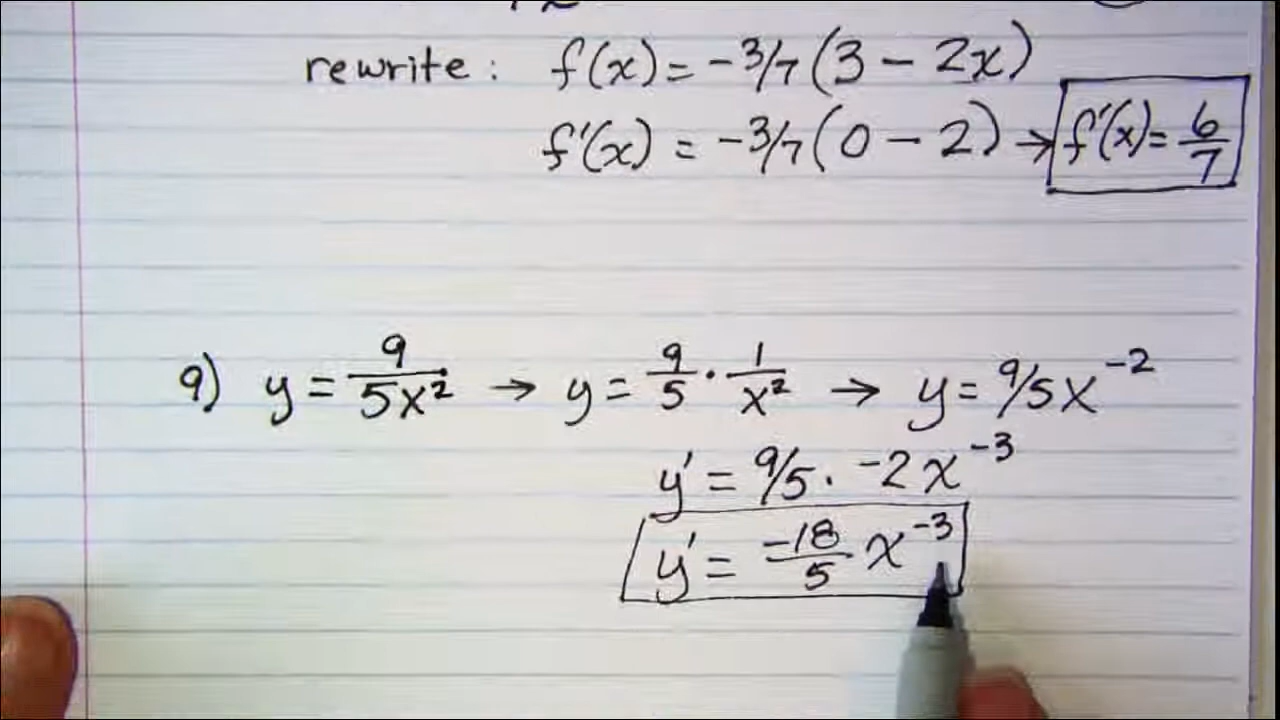 rewrite: f(x) = -3/7(3 - 2x)
f'(x) = -3/7(0 - 2) → f'(x) = 6/7
9) y = 9/5x² → y = 9/5 · 1/x² → y = 9/5x⁻²
y' = 9/5 · -2x⁻³
y' = -18/5 x⁻³